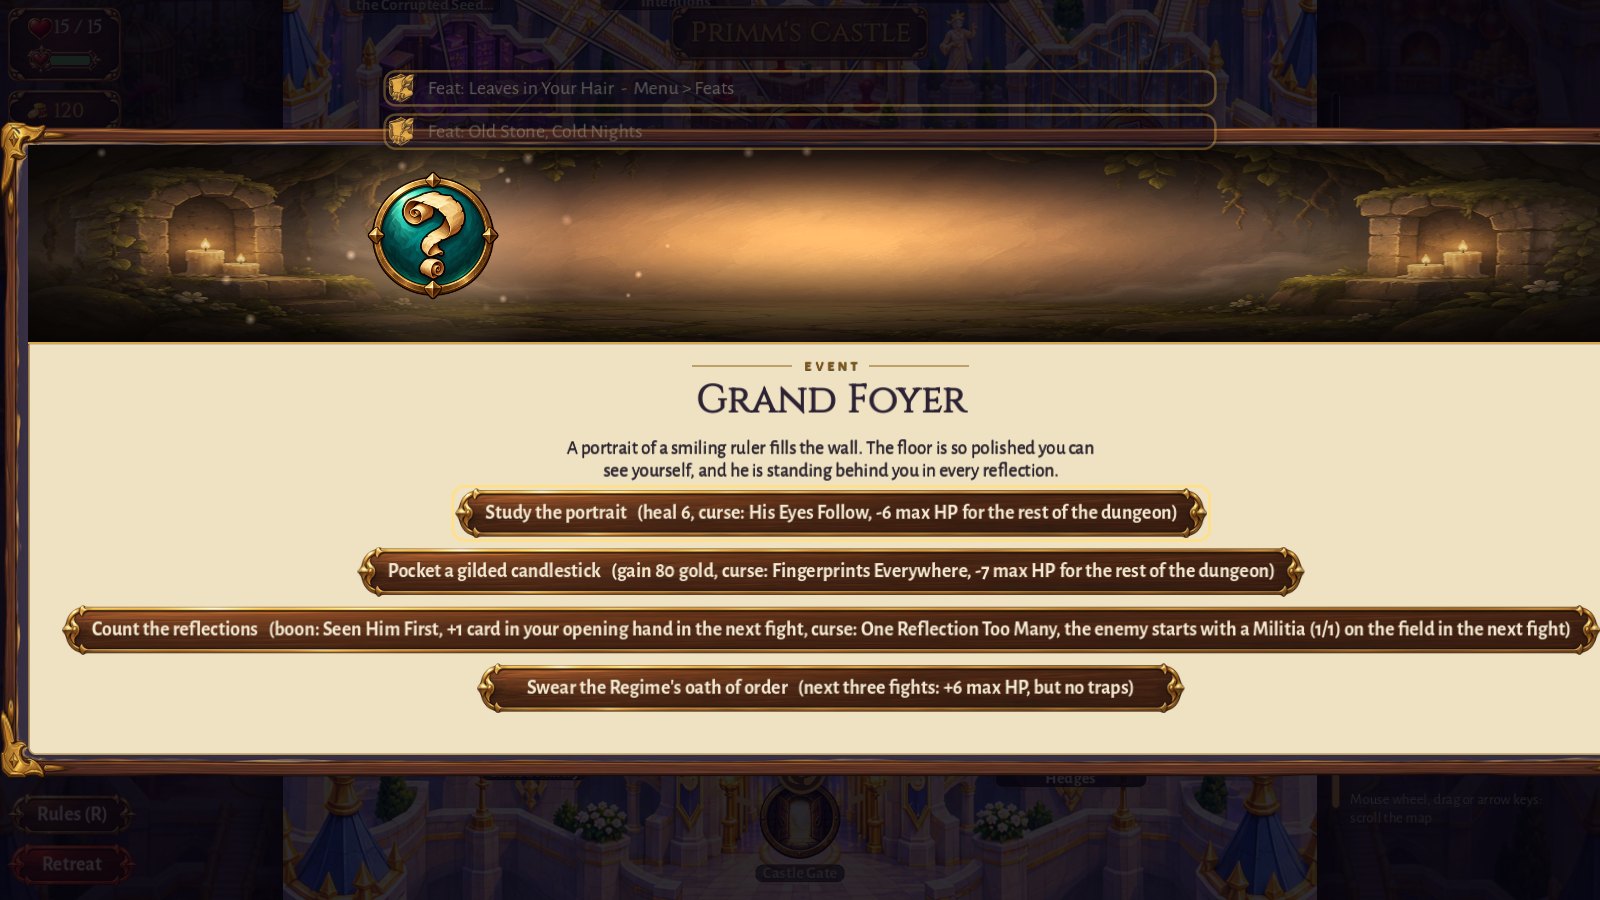 the Corrupted Seed...
Intentions
15 / 15
PRIMM'S CASTLE
Feat: Leaves in Your Hair - Menu > Feats
120
Feat: Old Stone, Cold Nights
EVENT
GRAND FOYER
A portrait of a smiling ruler fills the wall. The floor is so polished you can
see yourself, and he is standing behind you in every reflection.
Study the portrait (heal 6, curse: His Eyes Follow, -6 max HP for the rest of the dungeon)
Pocket a gilded candlestick (gain 80 gold, curse: Fingerprints Everywhere, -7 max HP for the rest of the dungeon)
Count the reflections (boon: Seen Him First, +1 card in your opening hand in the next fight, curse: One Reflection Too Many, the enemy starts with a Militia (1/1) on the field in the next fight)
Swear the Regime's oath of order (next three fights: +6 max HP, but no traps)
Hedges
Mouse wheel, drag or arrow keys:
scroll the map
Rules (R)
Retreat
Castle Gate